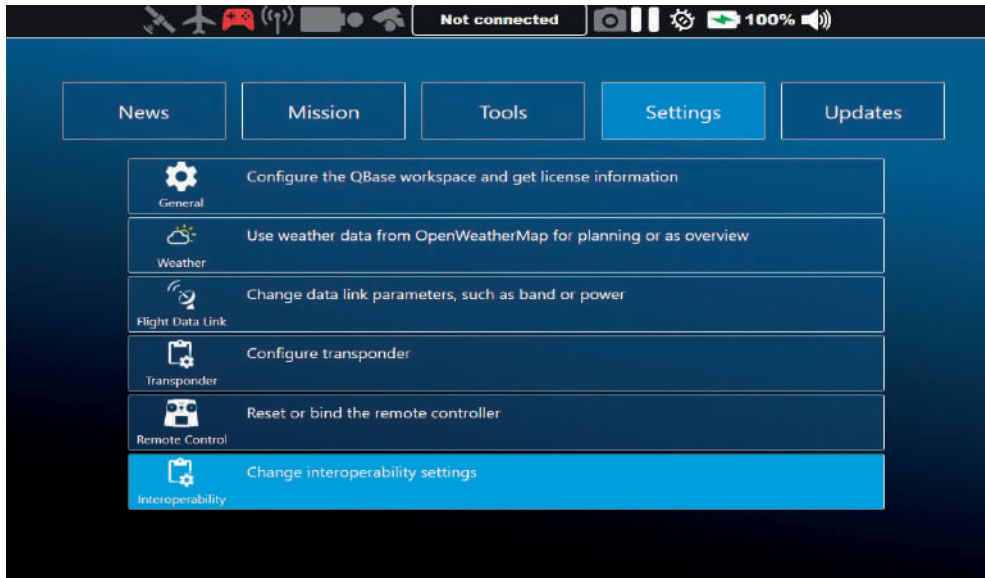 Not connected
100%
News
Mission
Tools
Settings
Updates
General
Configure the QBase workspace and get license information
Weather
Use weather data from OpenWeatherMap for planning or as overview
Flight Data Link
Change data link parameters, such as band or power
Transponder
Configure transponder
Remote Control
Reset or bind the remote controller
Interoperability
Change interoperability settings